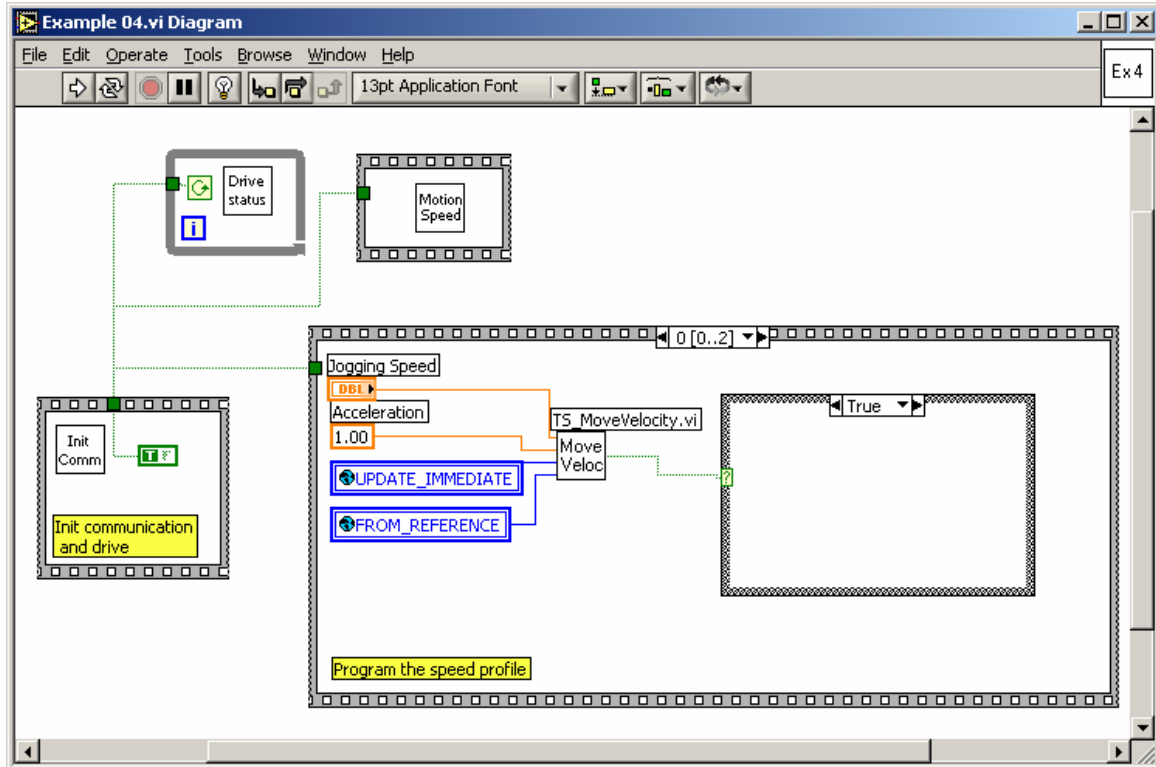 Example 04.vi Diagram
File Edit Operate Tools Browse Window Help
13pt Application Font
Ex 4
Drive
status
i
Motion
Speed
0 [0..2]
Jogging Speed
DBL
Acceleration
1.00
TS_MoveVelocity.vi
Move
Veloc
UPDATE_IMMEDIATE
FROM_REFERENCE
True
?
Init
Comm
T F
Init communication
and drive
Program the speed profile